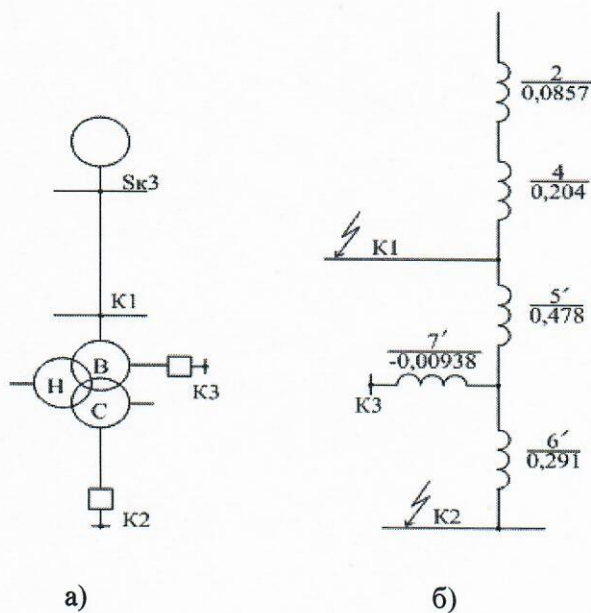 Sк3
К1
В
Н
С
К3
К2
а)
2
0,0857
4
0,204
К1
5′
0,478
7′
-0,00938
К3
6′
0,291
К2
б)